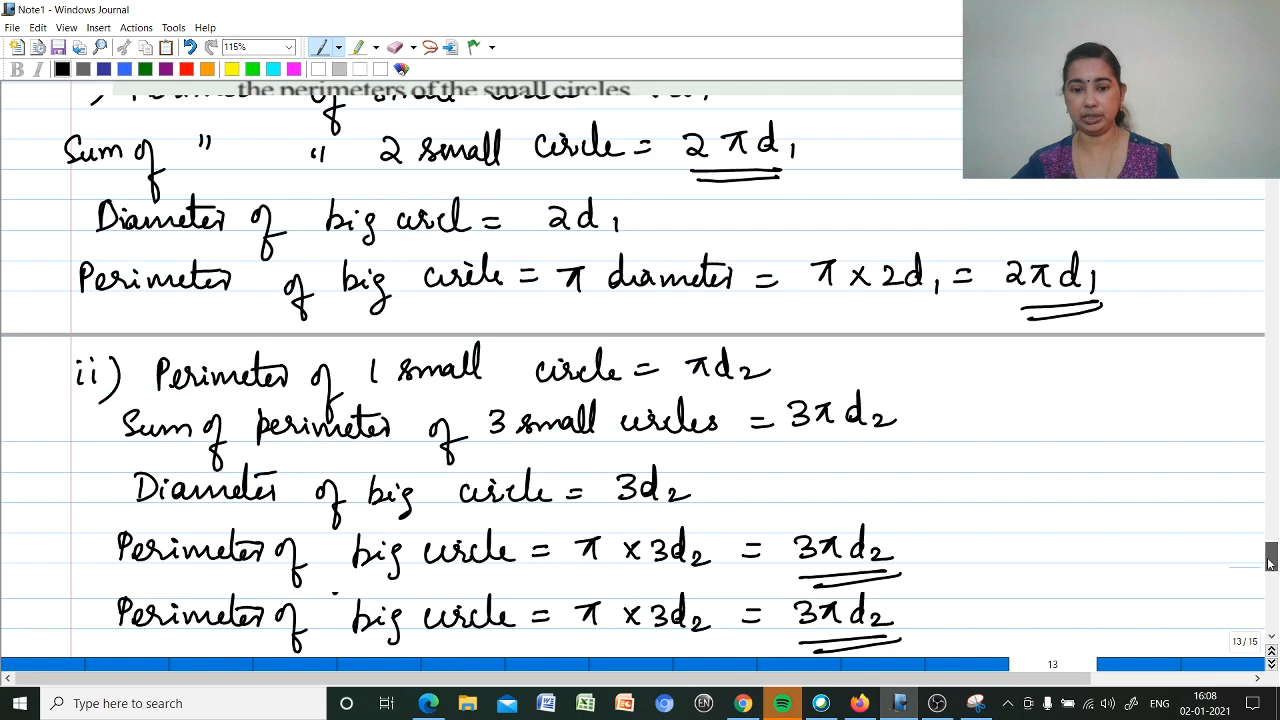 Note1 - Windows Journal
File Edit View Insert Actions Tools Help
115%
B I
the perimeters of the small circles
Sum of " " 2 small circle = 2πd₁
Diameter of big circl = 2d₁
Perimeter of big circle = π diameter = π × 2d₁ = 2πd₁
ii) Perimeter of 1 small circle = πd₂
Sum of perimeter of 3 small circles = 3πd₂
Diameter of big circle = 3d₂
Perimeter of big circle = π × 3d₂ = 3πd₂
Perimeter of big circle = π × 3d₂ = 3πd₂
13 / 15
13
Type here to search
ENG
16:08
02-01-2021